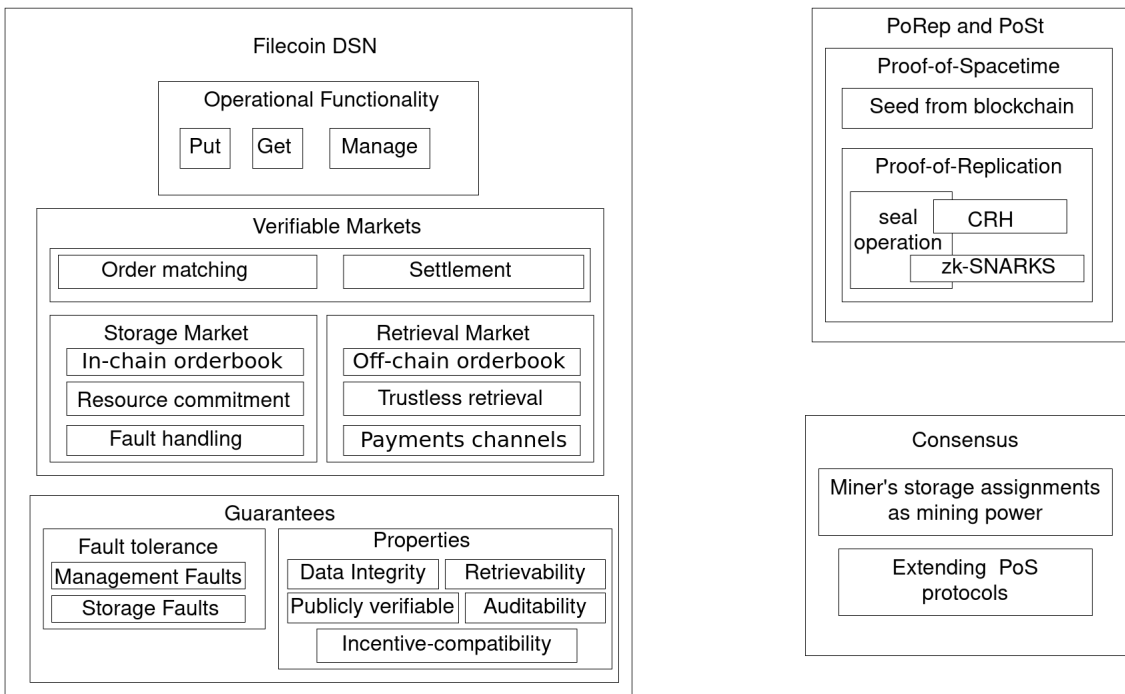 Filecoin DSN
Operational Functionality
Put
Get
Manage
Verifiable Markets
Order matching
Settlement
Storage Market
In-chain orderbook
Resource commitment
Fault handling
Retrieval Market
Off-chain orderbook
Trustless retrieval
Payments channels
Guarantees
Fault tolerance
Management Faults
Storage Faults
Properties
Data Integrity
Retrievability
Publicly verifiable
Auditability
Incentive-compatibility
PoRep and PoSt
Proof-of-Spacetime
Seed from blockchain
Proof-of-Replication
seal
operation
CRH
zk-SNARKS
Consensus
Miner's storage assignments
as mining power
Extending PoS
protocols